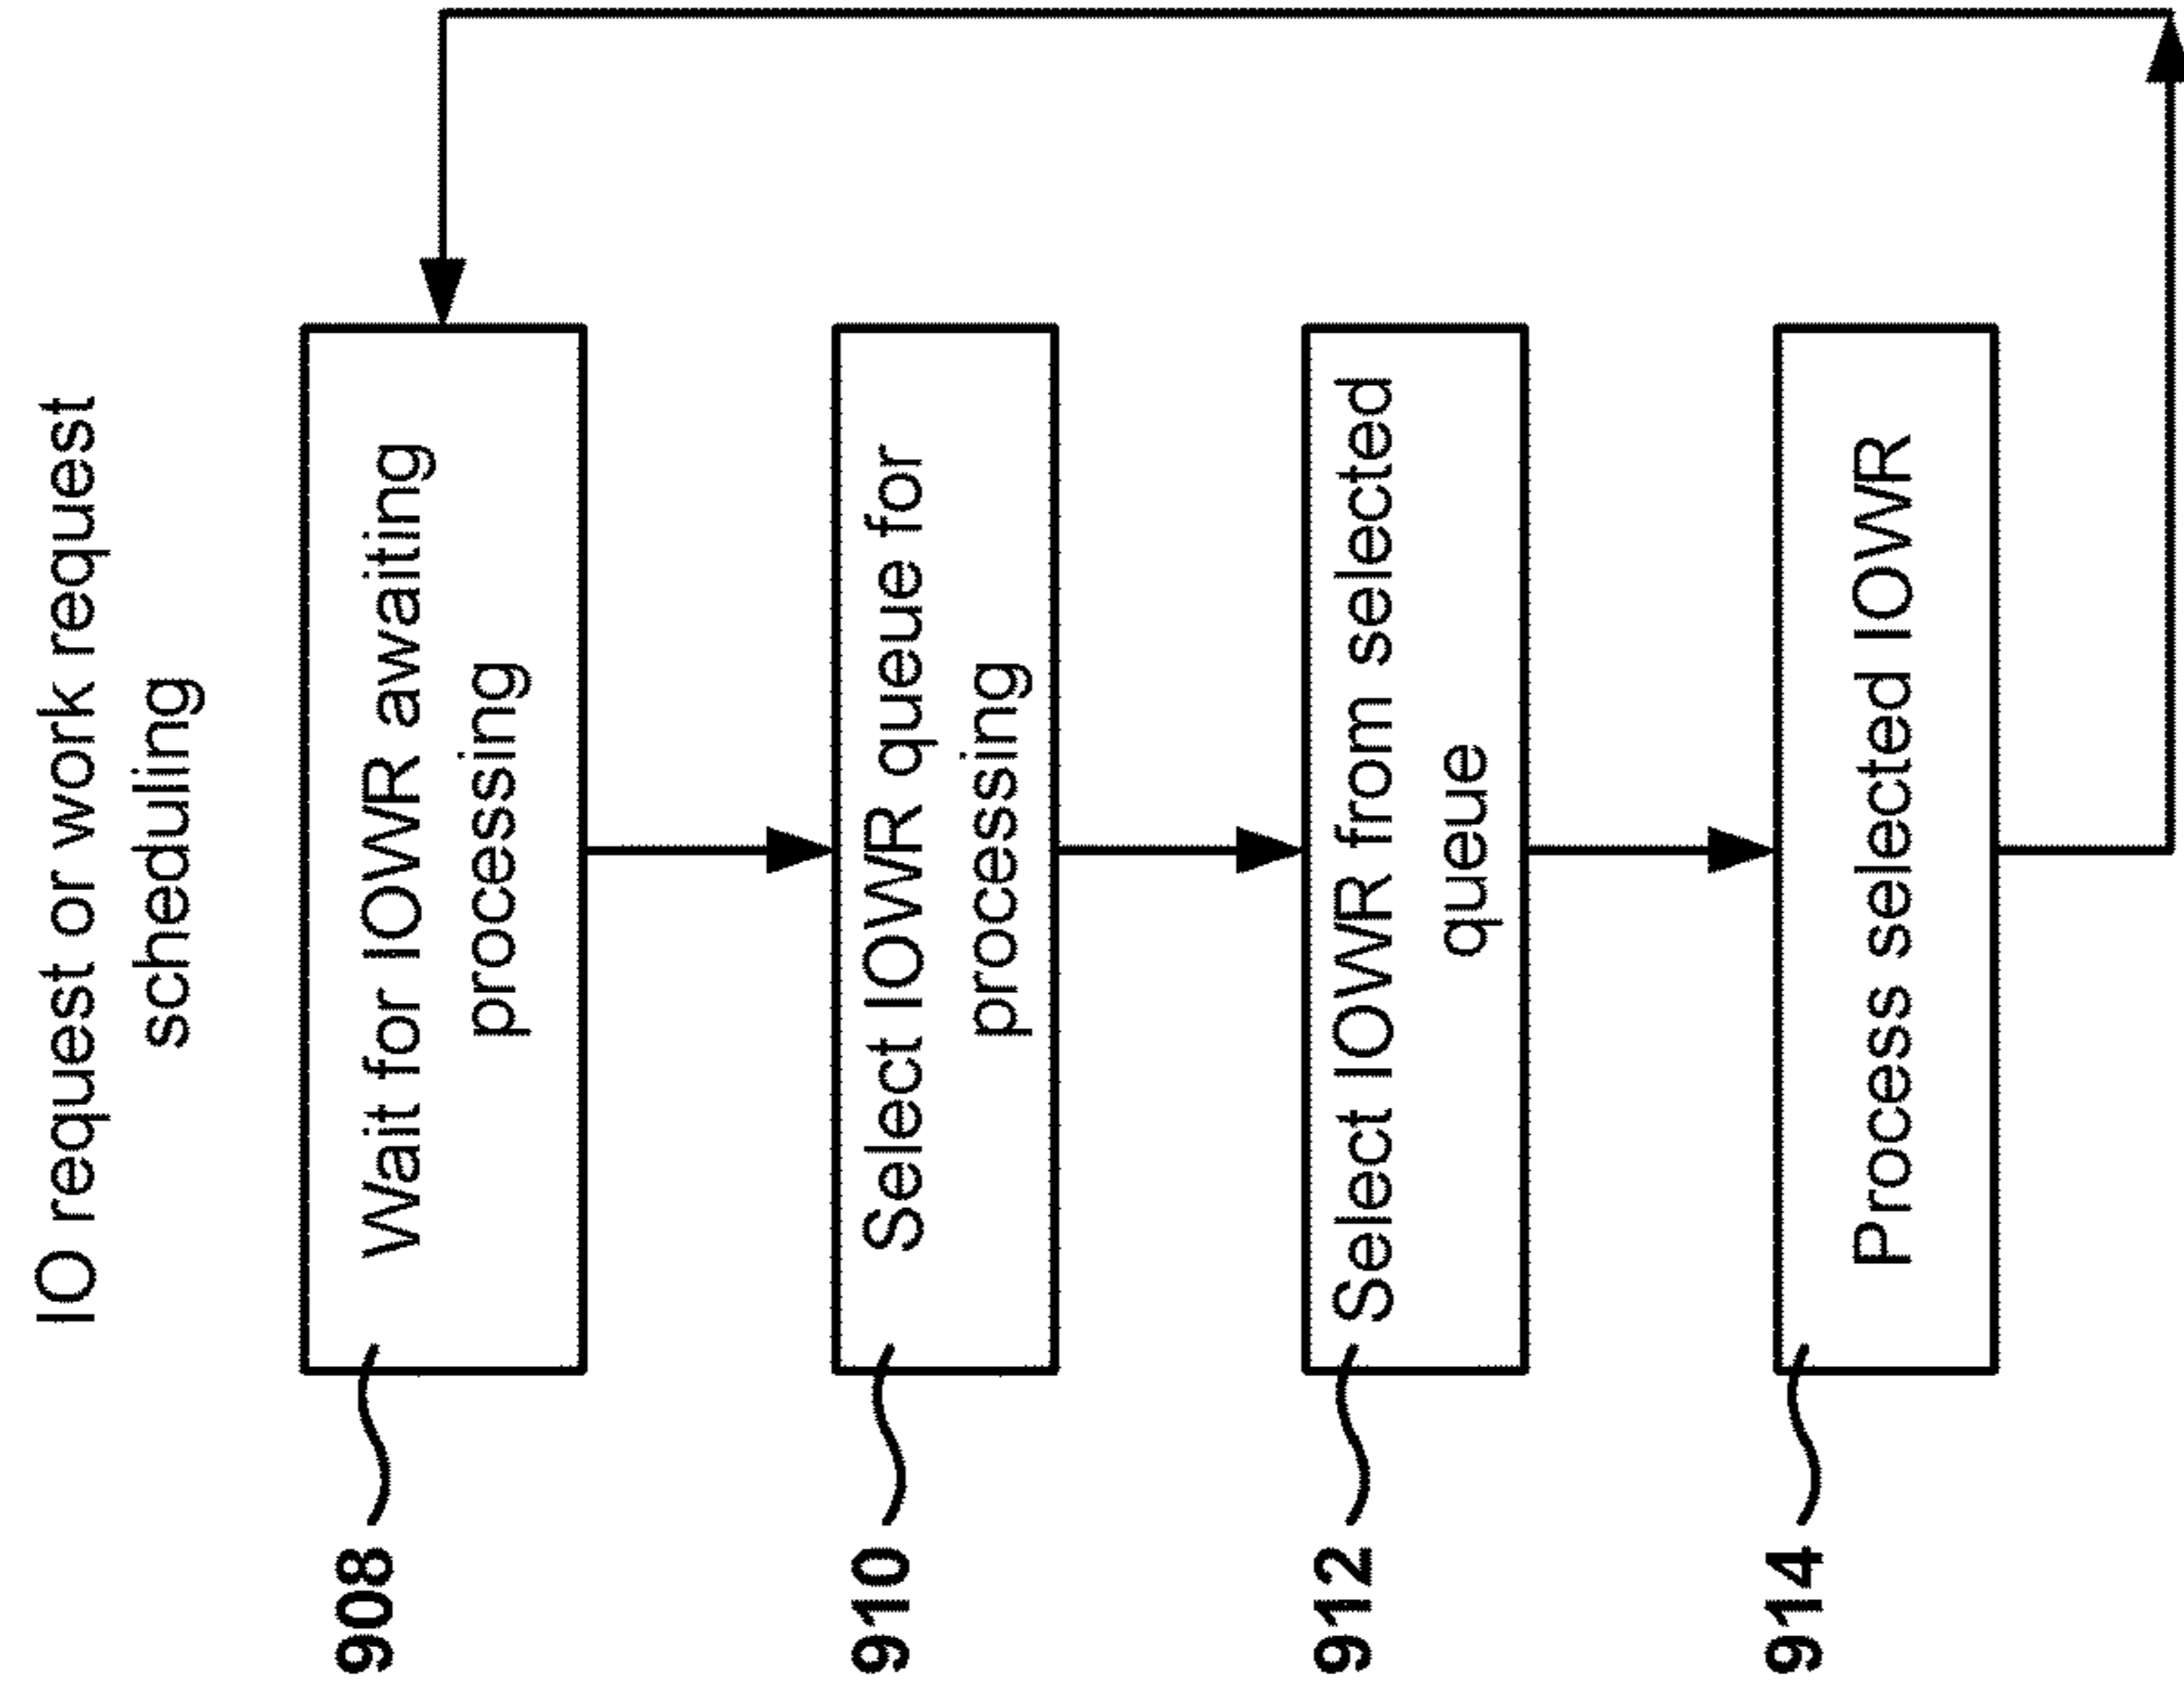 IO request or work request
scheduling
908
Wait for IOWR awaiting
processing
910
Select IOWR queue for
processing
912
Select IOWR from selected
queue
914
Process selected IOWR